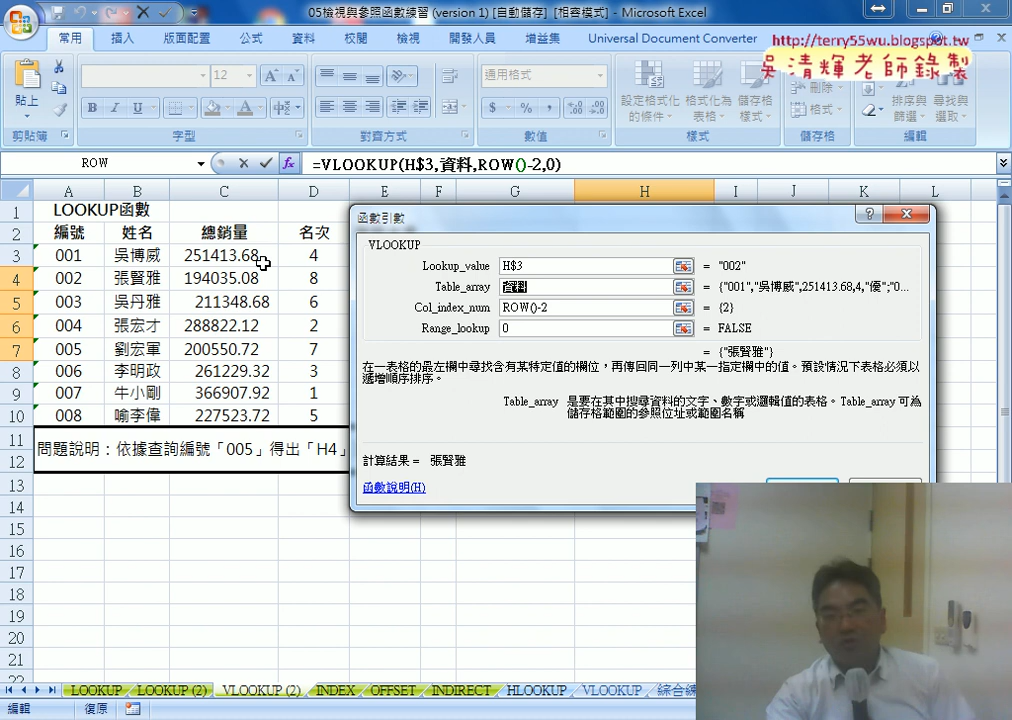 05檢視與參照函數練習 (version 1) [自動儲存] [相容模式] - Microsoft Excel
常用 插入 版面配置 公式 資料 校閱 檢視 開發人員 增益集 Universal Document Converter
http://terry55wu.blogspot.tw
吳清輝老師錄製
貼上
12
通用格式
設定格式化的條件 格式化為表格 儲存格樣式
刪除
格式
排序與篩選 尋找與選取
剪貼簿 字型 對齊方式 數值 樣式 儲存格 編輯
ROW
=VLOOKUP(H$3,資料,ROW()-2,0)
A B C D E F G H I J K L
1 LOOKUP函數
2 編號 姓名 總銷量 名次
3 001 吳博威 251413.68 4
4 002 張賢雅 194035.08 8
5 003 吳丹雅 211348.68 6
6 004 張宏才 288822.12 2
7 005 劉宏軍 200550.72 7
8 006 李明政 261229.32 3
9 007 牛小剛 366907.92 1
10 008 喻李偉 227523.72 5
11
問題說明：依據查詢編號「005」得出「H4」
12
13
14
15
16
17
18
19
20
21
函數引數
VLOOKUP
Lookup_value H$3 = "002"
Table_array 資料 = {"001","吳博威",251413.68,4,"優";"0...
Col_index_num ROW()-2 = {2}
Range_lookup 0 = FALSE
= {"張賢雅"}
在一表格的最左欄中尋找含有某特定值的欄位，再傳回同一列中某一指定欄中的值。預設情況下表格必須以
遞增順序排序。
Table_array 是要在其中搜尋資料的文字、數字或邏輯值的表格。Table_array 可為
儲存格範圍的參照位址或範圍名稱
計算結果 = 張賢雅
函數說明(H)
LOOKUP LOOKUP (2) VLOOKUP (2) INDEX OFFSET INDIRECT HLOOKUP VLOOKUP 綜合練
編輯 復原